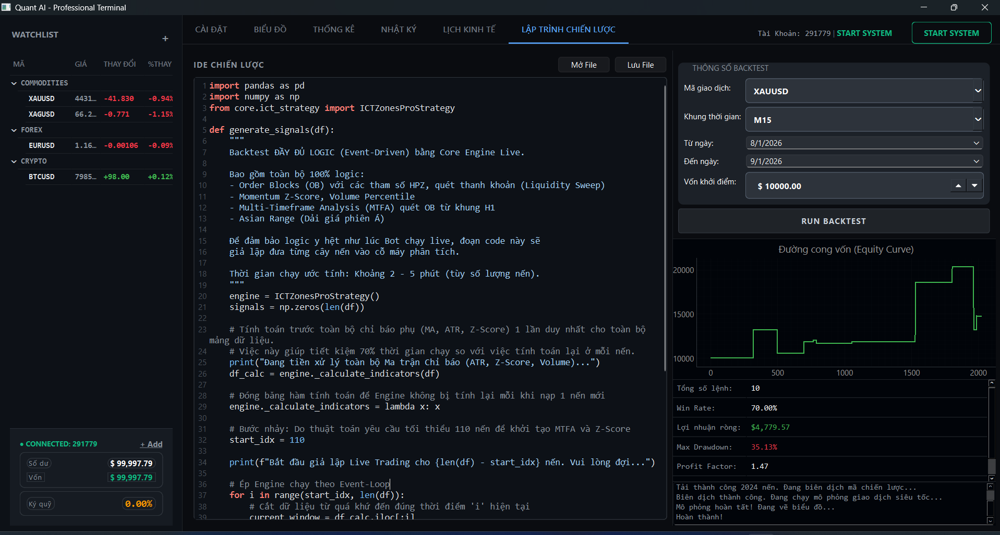 Quant AI - Professional Terminal
WATCHLIST
+
MÃ GIÁ THAY ĐỔI %THAY
COMMODITIES
XAUUSD 4431… -41.830 -0.94%
XAGUSD 66.2… -0.771 -1.15%
FOREX
EURUSD 1.16… -0.00106 -0.09%
CRYPTO
BTCUSD 7985… +98.00 +0.12%
● CONNECTED: 291779 + Add
Số dư $ 99,997.79
Vốn $ 99,997.79
Ký quỹ 0.00%
CÀI ĐẶT BIỂU ĐỒ THỐNG KÊ NHẬT KÝ LỊCH KINH TẾ LẬP TRÌNH CHIẾN LƯỢC
Tài Khoản: 291779 | START SYSTEM START SYSTEM
IDE CHIẾN LƯỢC Mở File Lưu File
1 import pandas as pd
2 import numpy as np
3 from core.ict_strategy import ICTZonesProStrategy
4
5 def generate_signals(df):
6 """
7 Backtest ĐẦY ĐỦ LOGIC (Event-Driven) bằng Core Engine Live.
8
9 Bao gồm toàn bộ 100% logic:
10 - Order Blocks (OB) với các tham số HPZ, quét thanh khoản (Liquidity Sweep)
11 - Momentum Z-Score, Volume Percentile
12 - Multi-Timeframe Analysis (MTFA) quét OB từ khung H1
13 - Asian Range (Dải giá phiên Á)
14
15 Để đảm bảo logic y hệt như lúc Bot chạy live, đoạn code này sẽ
16 giả lập đưa từng cây nến vào cỗ máy phân tích.
17
18 Thời gian chạy ước tính: Khoảng 2 - 5 phút (tùy số lượng nến).
19 """
20 engine = ICTZonesProStrategy()
21 signals = np.zeros(len(df))
22
23 # Tính toán trước toàn bộ chỉ báo phụ (MA, ATR, Z-Score) 1 lần duy nhất cho toàn bộ
mảng dữ liệu.
24 # Việc này giúp tiết kiệm 70% thời gian chạy so với việc tính toán lại ở mỗi nến.
25 print("Đang tiền xử lý toàn bộ Ma trận Chỉ báo (ATR, Z-Score, Volume)...")
26 df_calc = engine._calculate_indicators(df)
27
28 # Đóng băng hàm tính toán để Engine không bị tính lại mỗi khi nạp 1 nến mới
29 engine._calculate_indicators = lambda x: x
30
31 # Bước nhảy: Do thuật toán yêu cầu tối thiểu 110 nến để khởi tạo MTFA và Z-Score
32 start_idx = 110
33
34 print(f"Bắt đầu giả lập Live Trading cho {len(df) - start_idx} nến. Vui lòng đợi...")
35
36 # Ép Engine chạy theo Event-Loop
37 for i in range(start_idx, len(df)):
38 # Cắt dữ liệu từ quá khứ đến đúng thời điểm 'i' hiện tại
39 current_window = df_calc.iloc[:i]
THÔNG SỐ BACKTEST
Mã giao dịch: XAUUSD
Khung thời gian: M15
Từ ngày: 8/1/2026
Đến ngày: 9/1/2026
Vốn khởi điểm: $ 10000.00
RUN BACKTEST
Đường cong vốn (Equity Curve)
20000
15000
10000
0 500 1000 1500 2000
Tổng số lệnh: 10
Win Rate: 70.00%
Lợi nhuận ròng: $4,779.57
Max Drawdown: 35.13%
Profit Factor: 1.47
Tải thành công 2024 nến. Đang biên dịch mã chiến lược...
Biên dịch thành công. Đang chạy mô phỏng giao dịch siêu tốc...
Mô phỏng hoàn tất! Đang vẽ biểu đồ...
Hoàn thành!